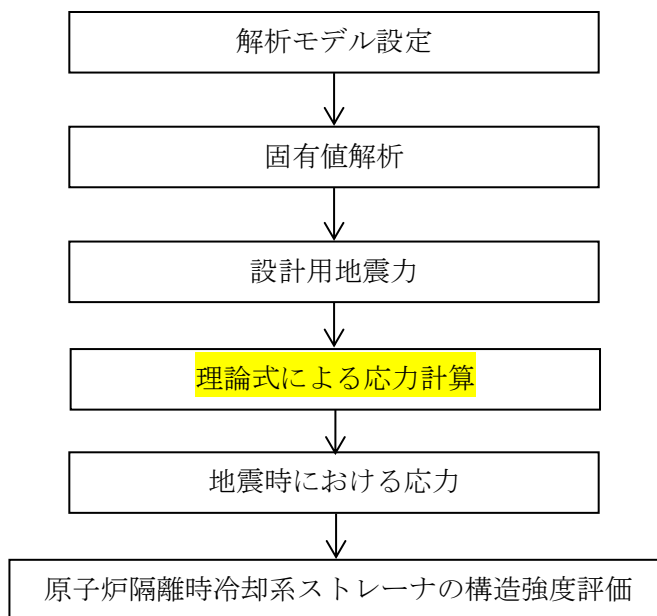 解析モデル設定
固有値解析
設計用地震力
理論式による応力計算
地震時における応力
原子炉隔離時冷却系ストレーナの構造強度評価